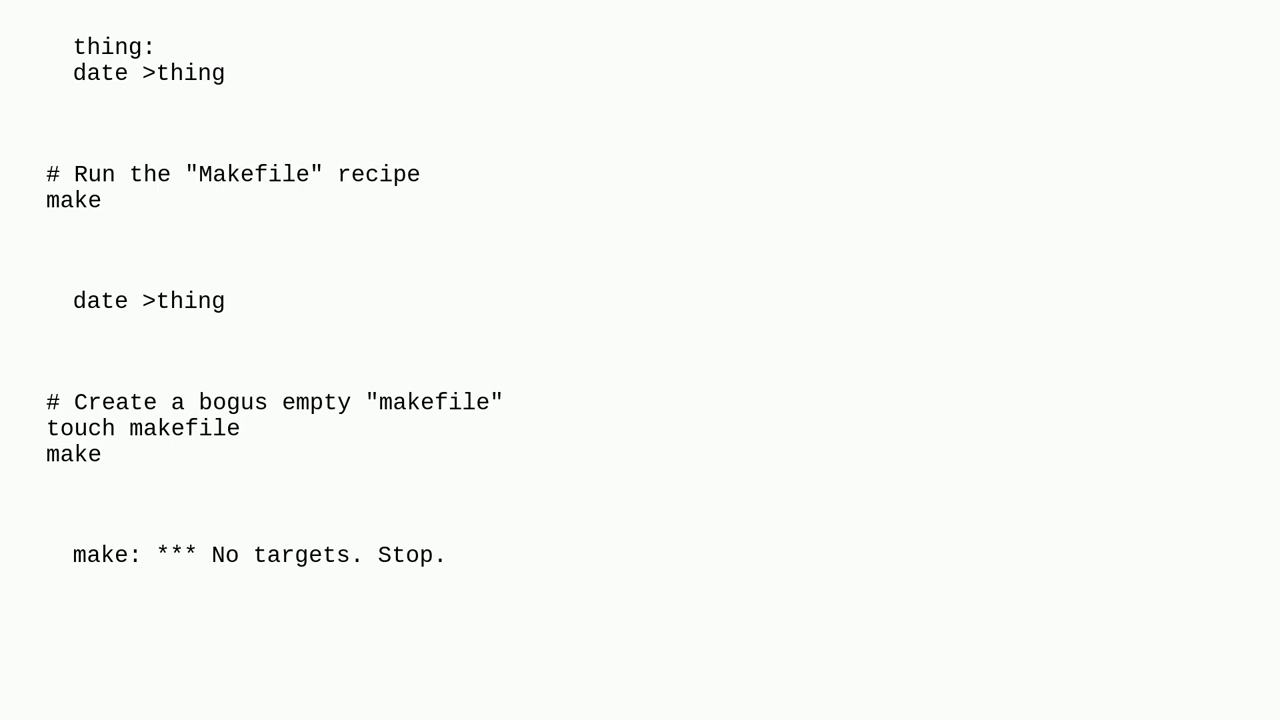 thing:
date >thing
# Run the "Makefile" recipe
make
date >thing
# Create a bogus empty "makefile"
touch makefile
make
make: *** No targets. Stop.